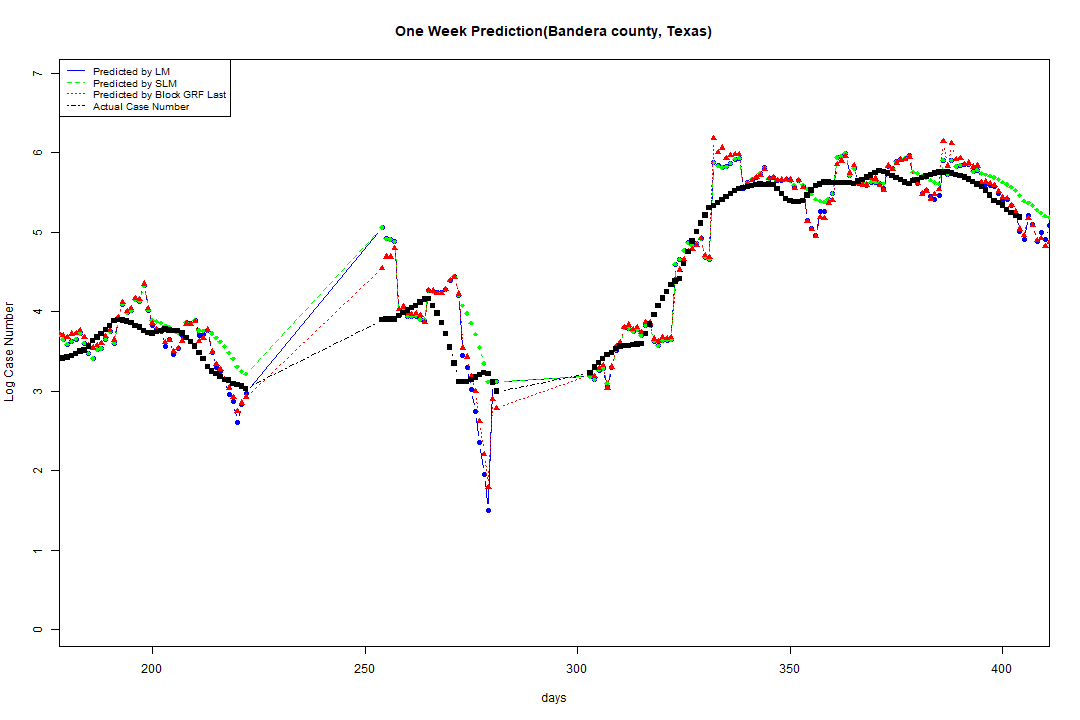 One Week Prediction(Bandera county, Texas)
Predicted by LM
Predicted by SLM
Predicted by Block GRF Last
Actual Case Number
7
6
5
4
3
2
1
0
Log Case Number
200 250 300 350 400
days